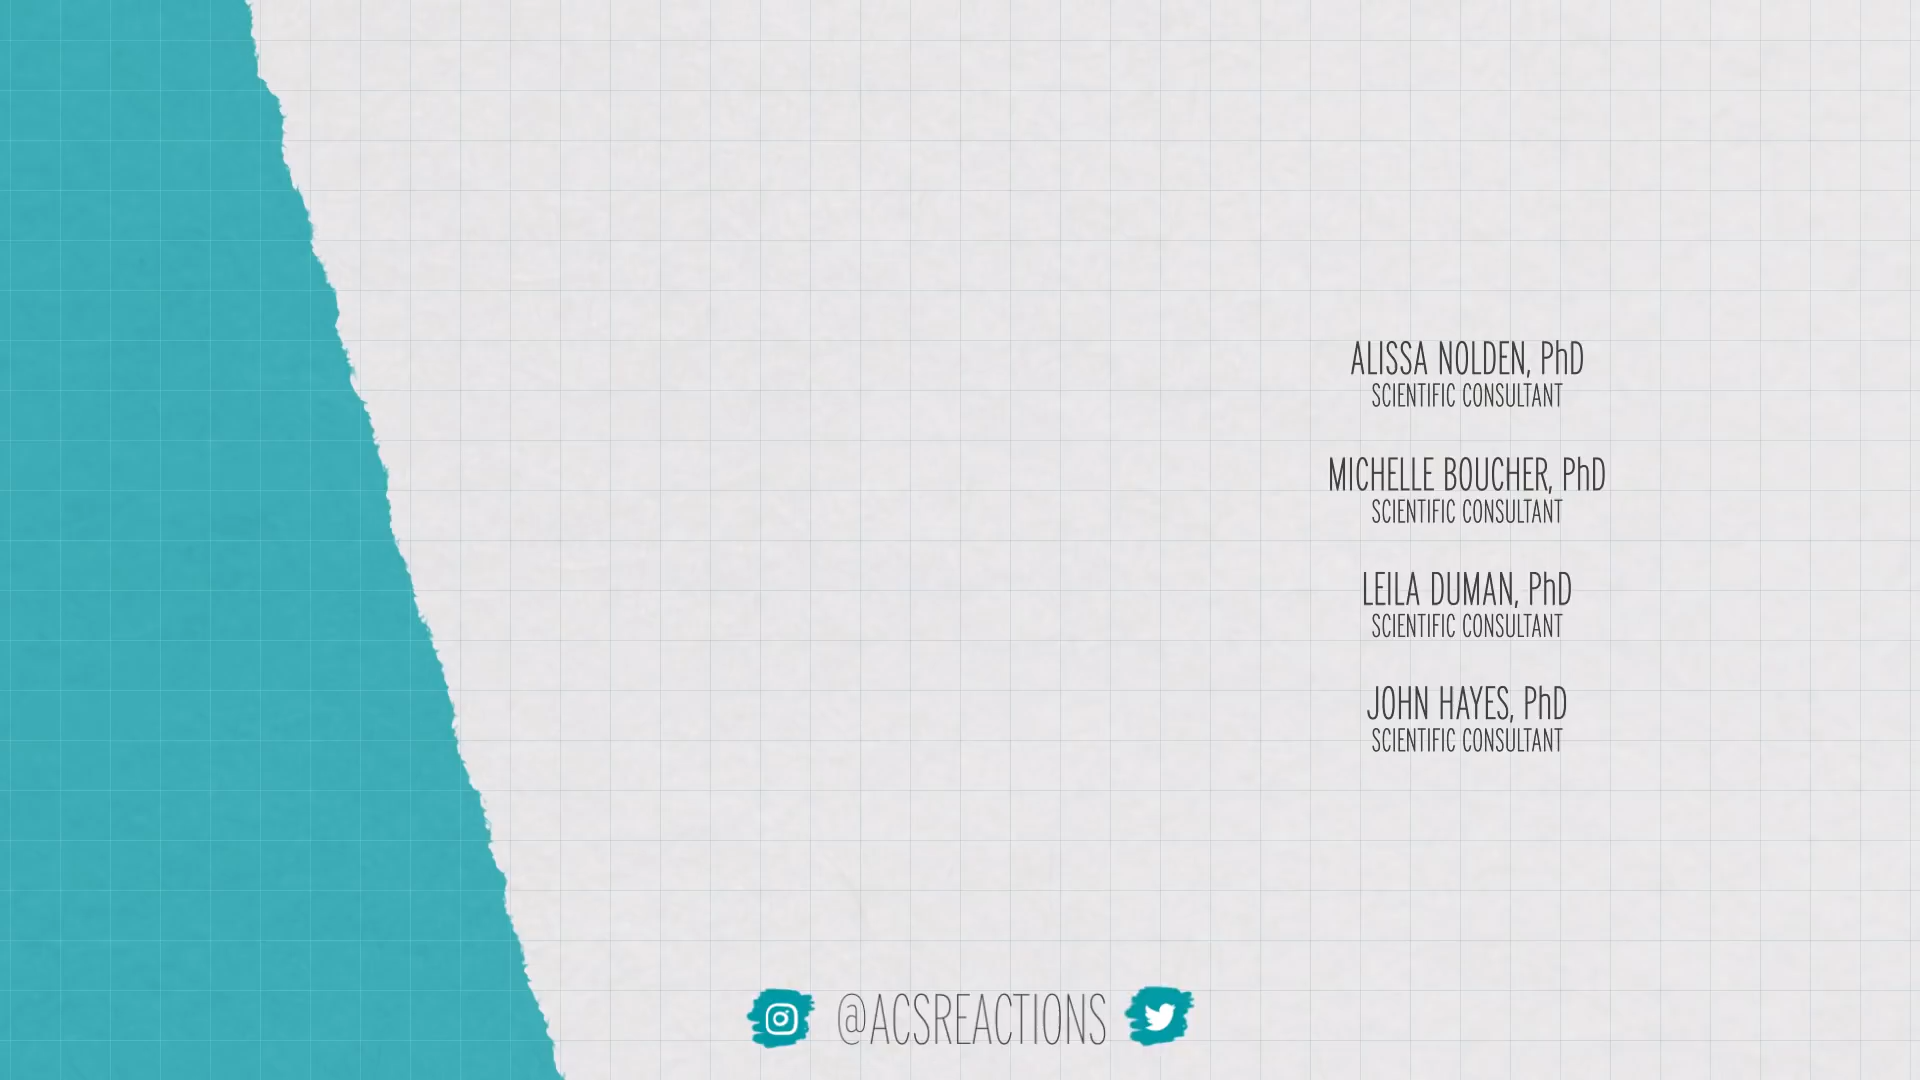 ALISSA NOLDEN, PhD
SCIENTIFIC CONSULTANT
MICHELLE BOUCHER, PhD
SCIENTIFIC CONSULTANT
LEILA DUMAN, PhD
SCIENTIFIC CONSULTANT
JOHN HAYES, PhD
SCIENTIFIC CONSULTANT
@ACSREACTIONS